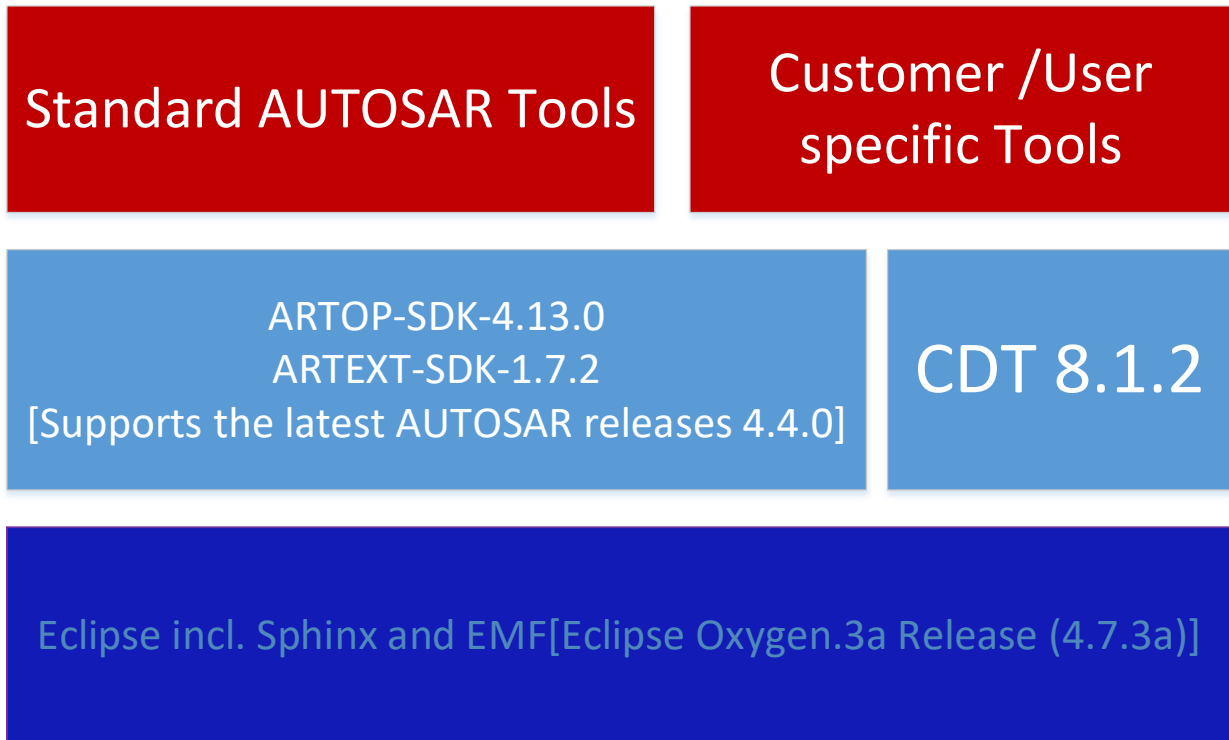 Standard AUTOSAR Tools
Customer /User
specific Tools
ARTOP-SDK-4.13.0
ARTEXT-SDK-1.7.2
[Supports the latest AUTOSAR releases 4.4.0]
CDT 8.1.2
Eclipse incl. Sphinx and EMF[Eclipse Oxygen.3a Release (4.7.3a)]